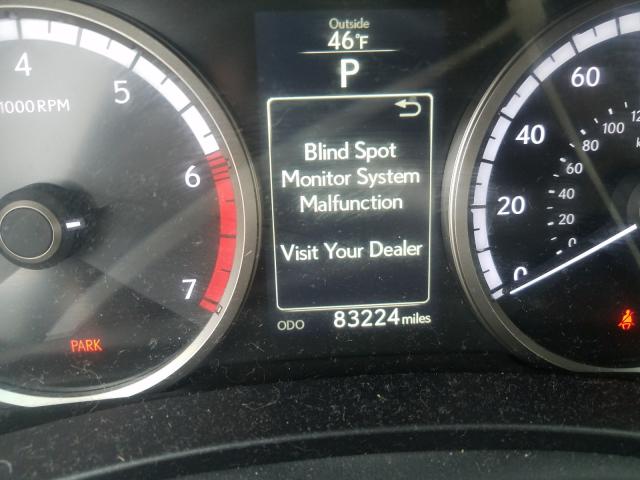 Outside
46°F
P
Blind Spot
Monitor System
Malfunction
Visit Your Dealer
ODO 83224 miles
4
5
6
7
1000RPM
PARK
60
40
20
0
100
80
60
40
20
0